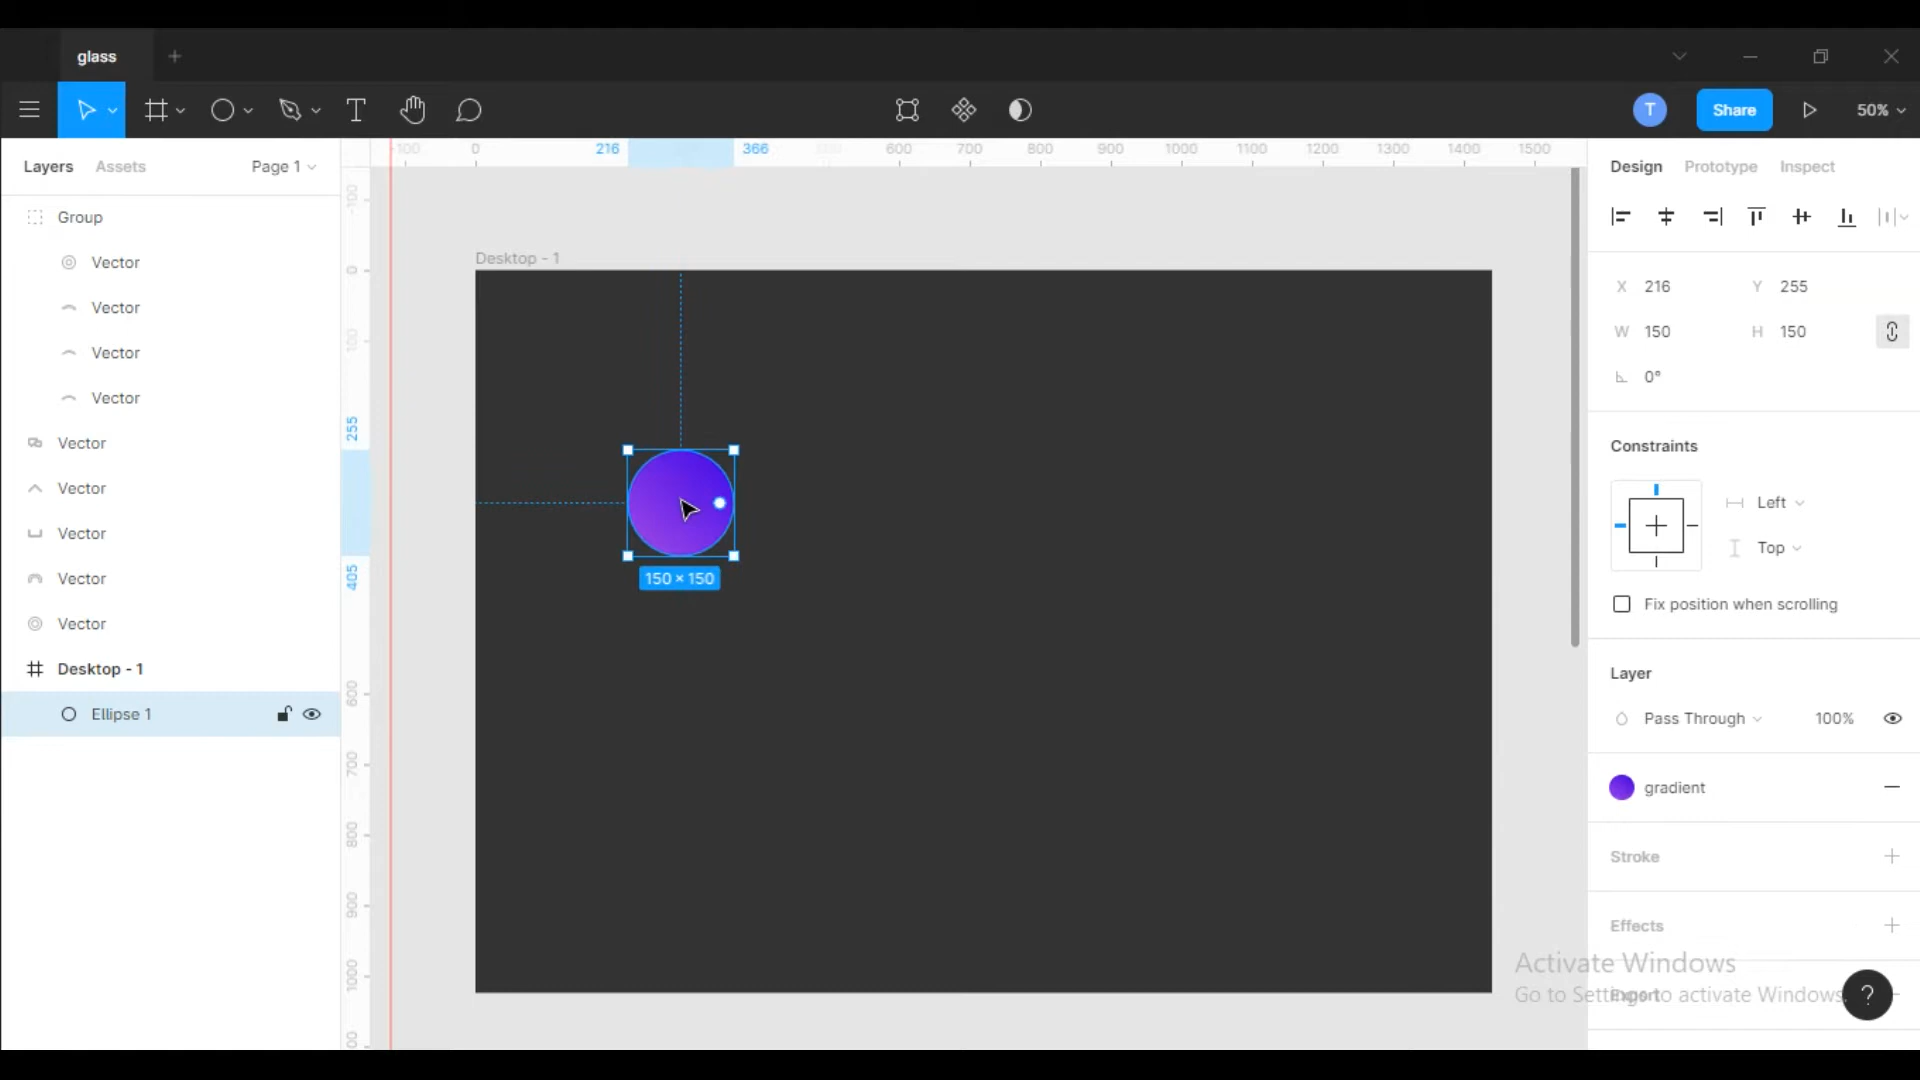 glass
T
Share
50%
Layers
Assets
Page 1
-100
0
216
366
600
700
800
900
1000
1100
1200
1300
1400
1500
Design
Prototype
Inspect
Group
Vector
Vector
Vector
Vector
Vector
Vector
Vector
Vector
Vector
Desktop - 1
Ellipse 1
-100
0
100
255
405
600
700
800
900
1000
Desktop - 1
150 × 150
X 216
Y 255
W 150
H 150
0°
Constraints
Left
Top
Fix position when scrolling
Layer
Pass Through
100%
gradient
Stroke
Effects
Export
Activate Windows
Go to Settings to activate Windows.
?